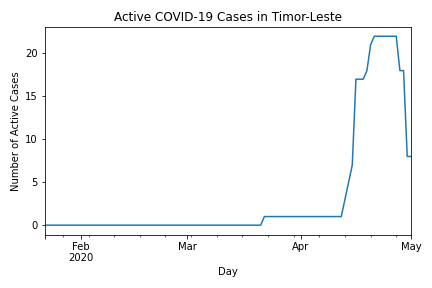 Active COVID-19 Cases in Timor-Leste
Number of Active Cases
20
15
10
5
0
Feb
2020
Mar
Apr
May
Day